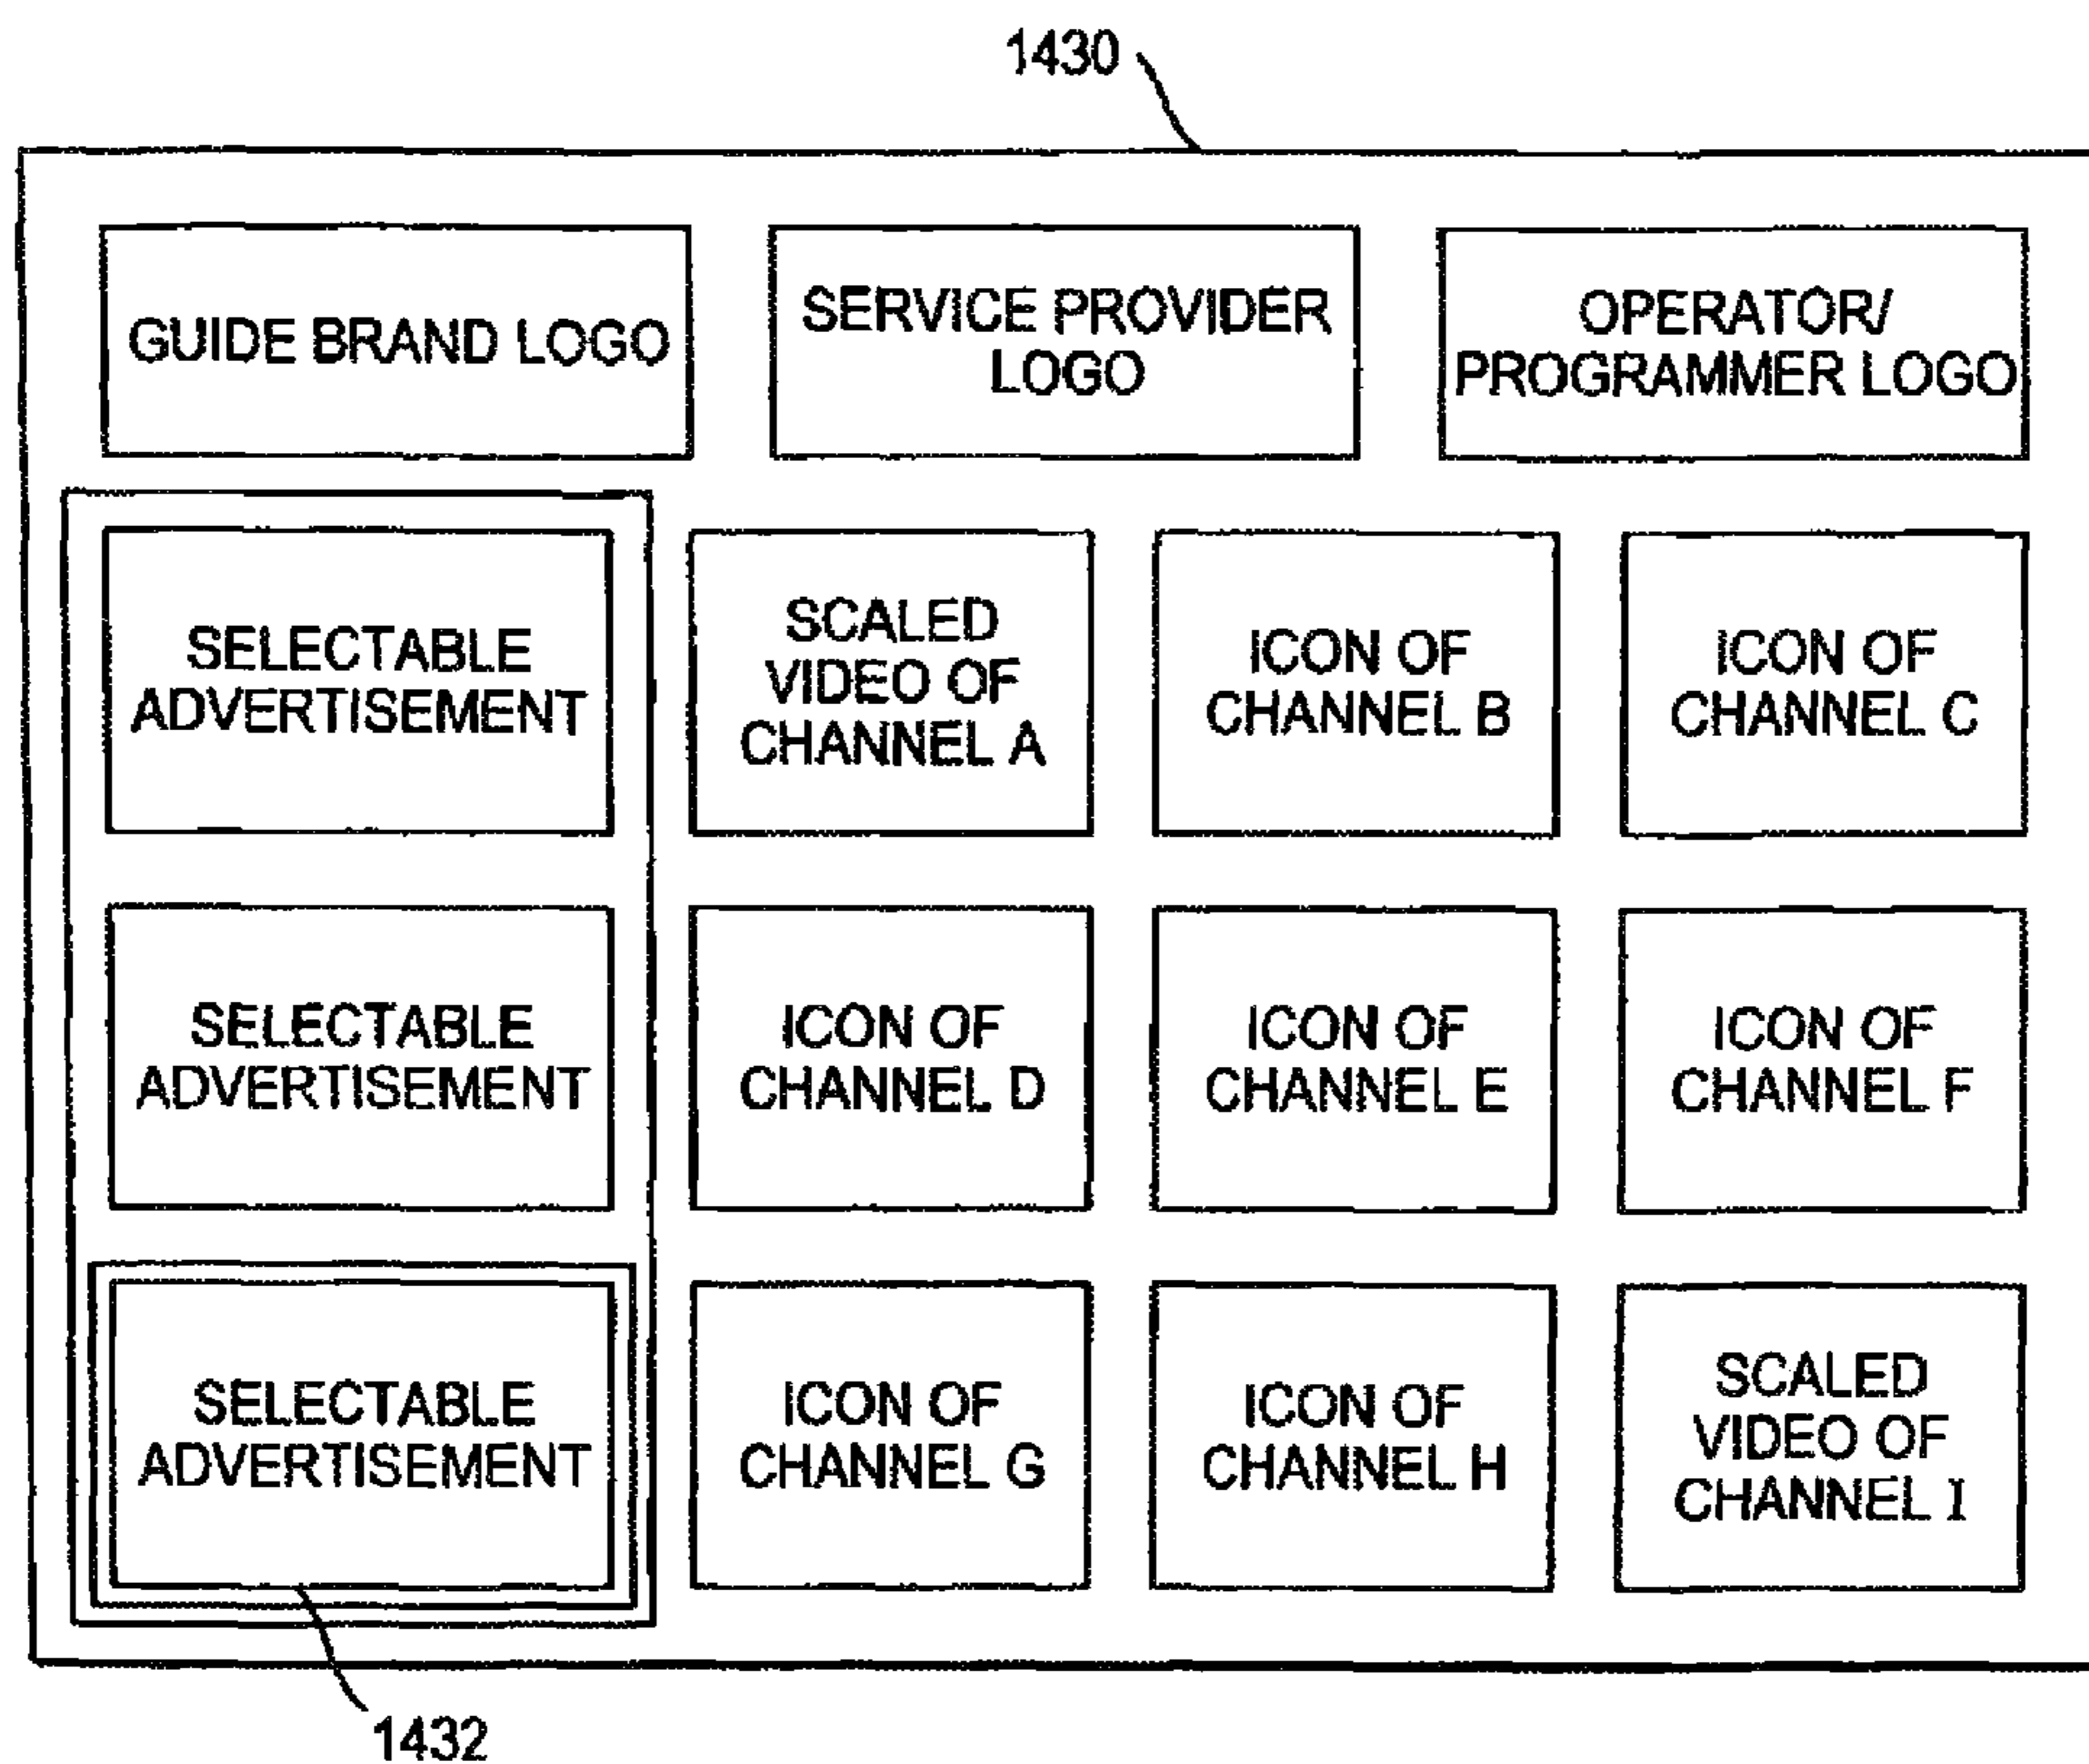 1430
GUIDE BRAND LOGO
SERVICE PROVIDER
LOGO
OPERATOR/
PROGRAMMER LOGO
SELECTABLE
ADVERTISEMENT
SCALED
VIDEO OF
CHANNEL A
ICON OF
CHANNEL B
ICON OF
CHANNEL C
SELECTABLE
ADVERTISEMENT
ICON OF
CHANNEL D
ICON OF
CHANNEL E
ICON OF
CHANNEL F
SELECTABLE
ADVERTISEMENT
ICON OF
CHANNEL G
ICON OF
CHANNEL H
SCALED
VIDEO OF
CHANNEL I
1432